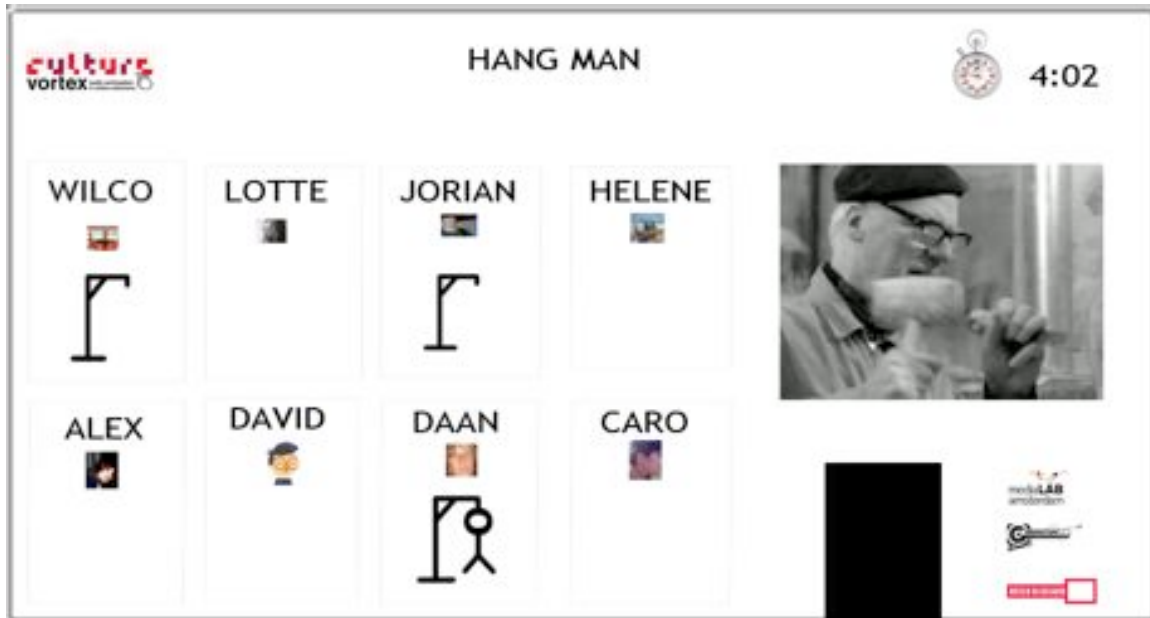 culture
vortex
HANG MAN
4:02
WILCO
LOTTE
JORIAN
HELENE
ALEX
DAVID
DAAN
CARO
mediaLAB
amsterdam